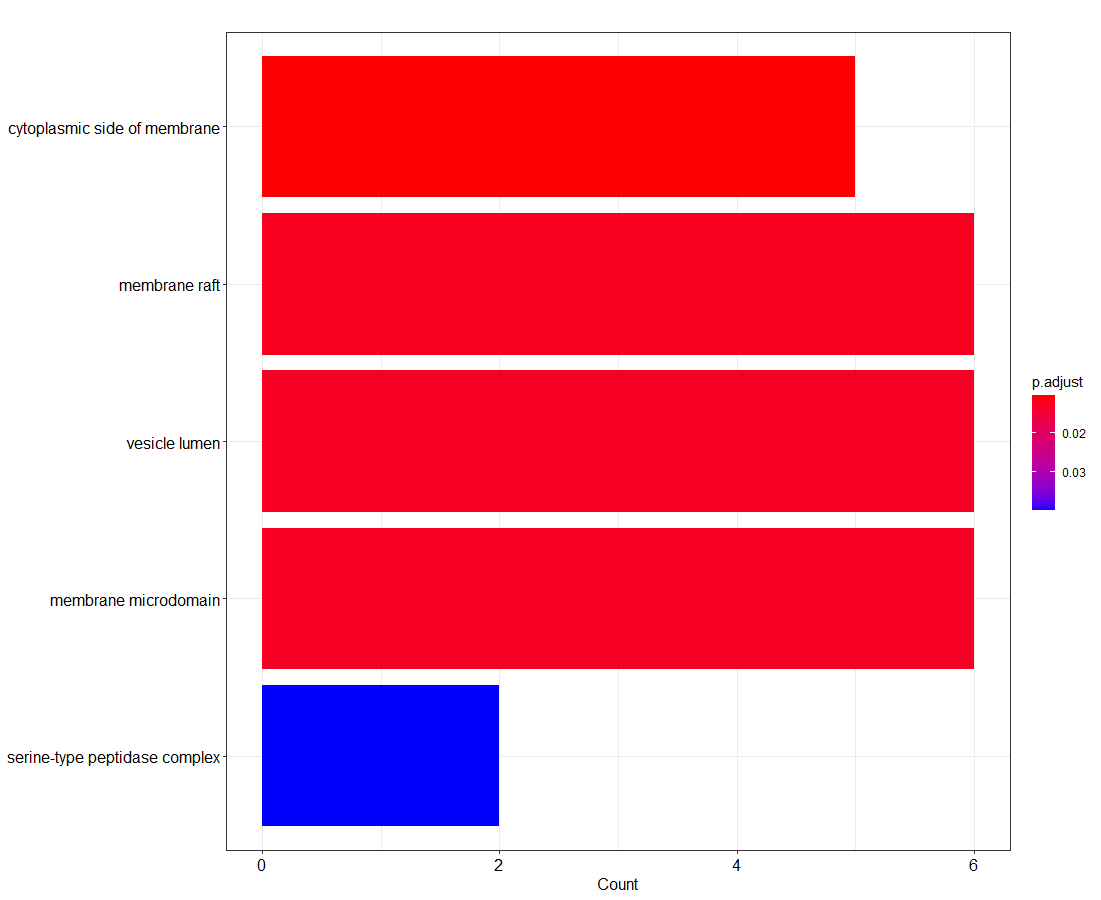 cytoplasmic side of membrane
membrane raft
vesicle lumen
membrane microdomain
serine-type peptidase complex
0 2 4 6
Count
p.adjust
0.02
0.03